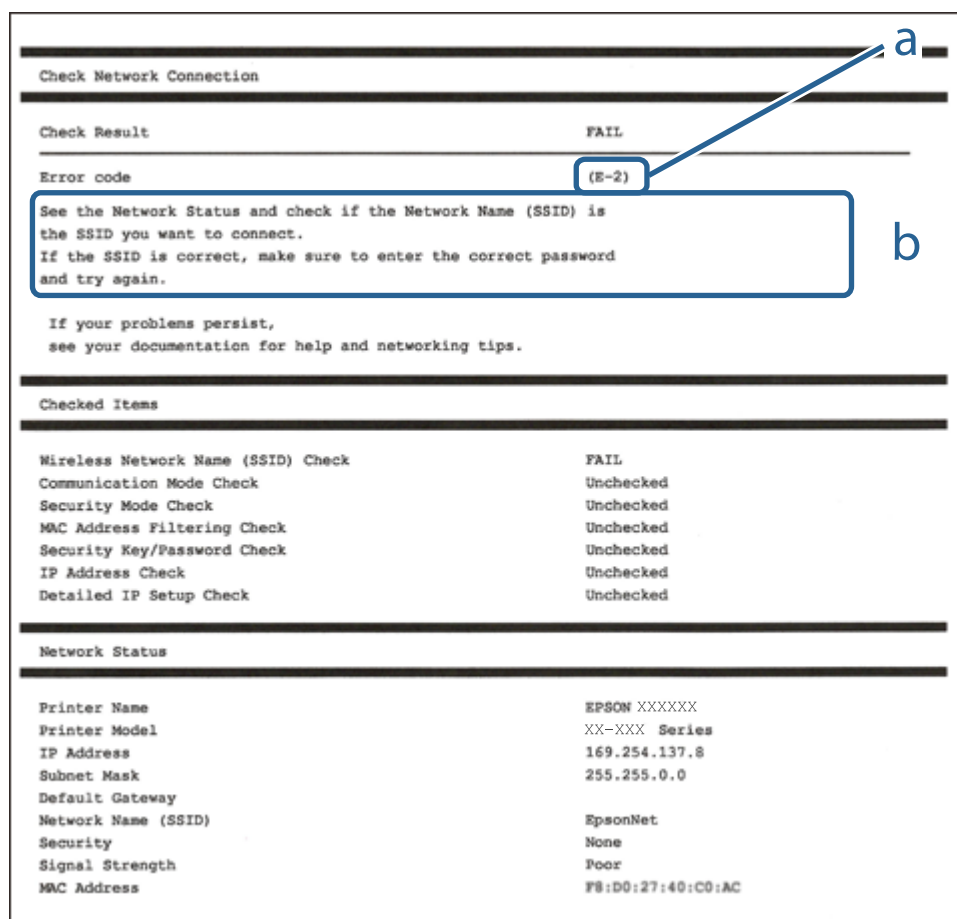 a
Check Network Connection
Check Result FAIL
Error code (E-2)
See the Network Status and check if the Network Name (SSID) is
the SSID you want to connect.
If the SSID is correct, make sure to enter the correct password
and try again.
b
If your problems persist,
see your documentation for help and networking tips.
Checked Items
Wireless Network Name (SSID) Check FAIL
Communication Mode Check Unchecked
Security Mode Check Unchecked
MAC Address Filtering Check Unchecked
Security Key/Password Check Unchecked
IP Address Check Unchecked
Detailed IP Setup Check Unchecked
Network Status
Printer Name EPSON XXXXXX
Printer Model XX-XXX Series
IP Address 169.254.137.8
Subnet Mask 255.255.0.0
Default Gateway
Network Name (SSID) EpsonNet
Security None
Signal Strength Poor
MAC Address F8:D0:27:40:C0:AC